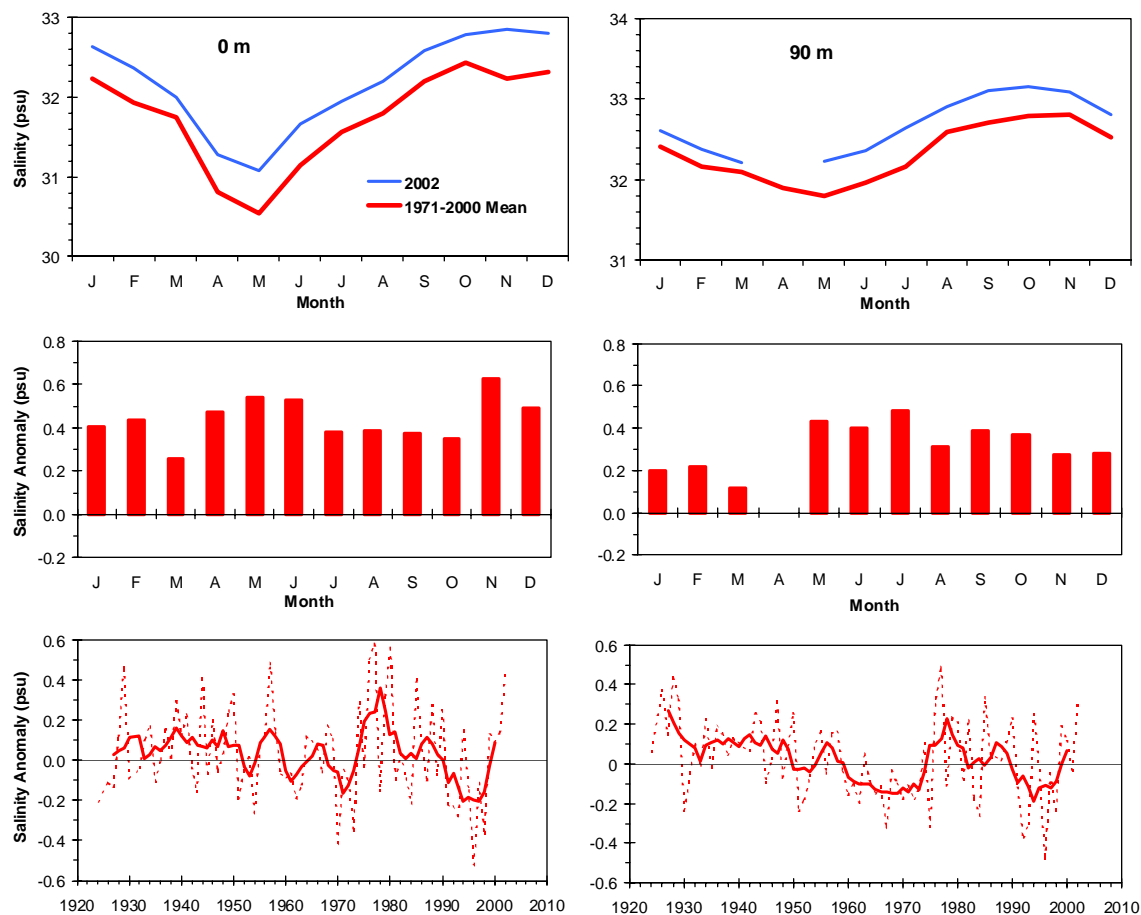 33
32
31
30
Salinity (psu)
0 m
2002
1971-2000 Mean
J F M A M J J A S O N D
Month
34
33
32
31
90 m
J F M A M J J A S O N D
Month
0.8
0.6
0.4
0.2
0.0
-0.2
Salinity Anomaly (psu)
J F M A M J J A S O N D
Month
0.8
0.6
0.4
0.2
0.0
-0.2
J F M A M J J A S O N D
Month
0.6
0.4
0.2
0.0
-0.2
-0.4
-0.6
Salinity Anomaly (psu)
1920 1930 1940 1950 1960 1970 1980 1990 2000 2010
0.6
0.4
0.2
0
-0.2
-0.4
-0.6
1920 1930 1940 1950 1960 1970 1980 1990 2000 2010